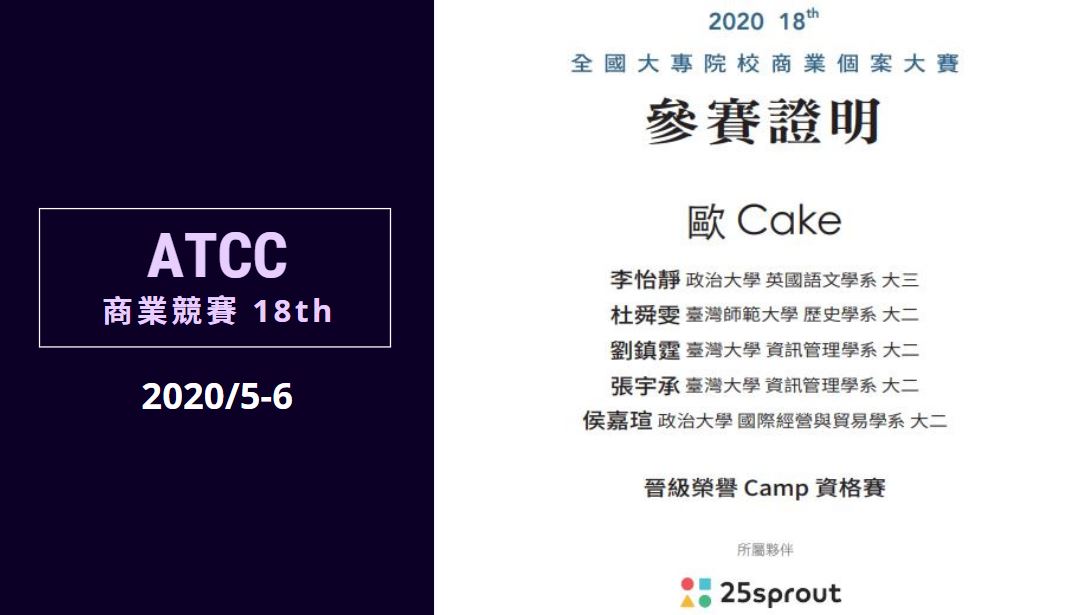 ATCC
商業競賽 18th
2020/5-6
2020 18th
全國大專院校商業個案大賽
參賽證明
歐 Cake
李怡靜 政治大學 英國語文學系 大三
杜舜雯 臺灣師範大學 歷史學系 大二
劉鎮霆 臺灣大學 資訊管理學系 大二
張宇承 臺灣大學 資訊管理學系 大二
侯嘉瑄 政治大學 國際經營與貿易學系 大二
晉級榮譽 Camp 資格賽
所屬夥伴
25sprout